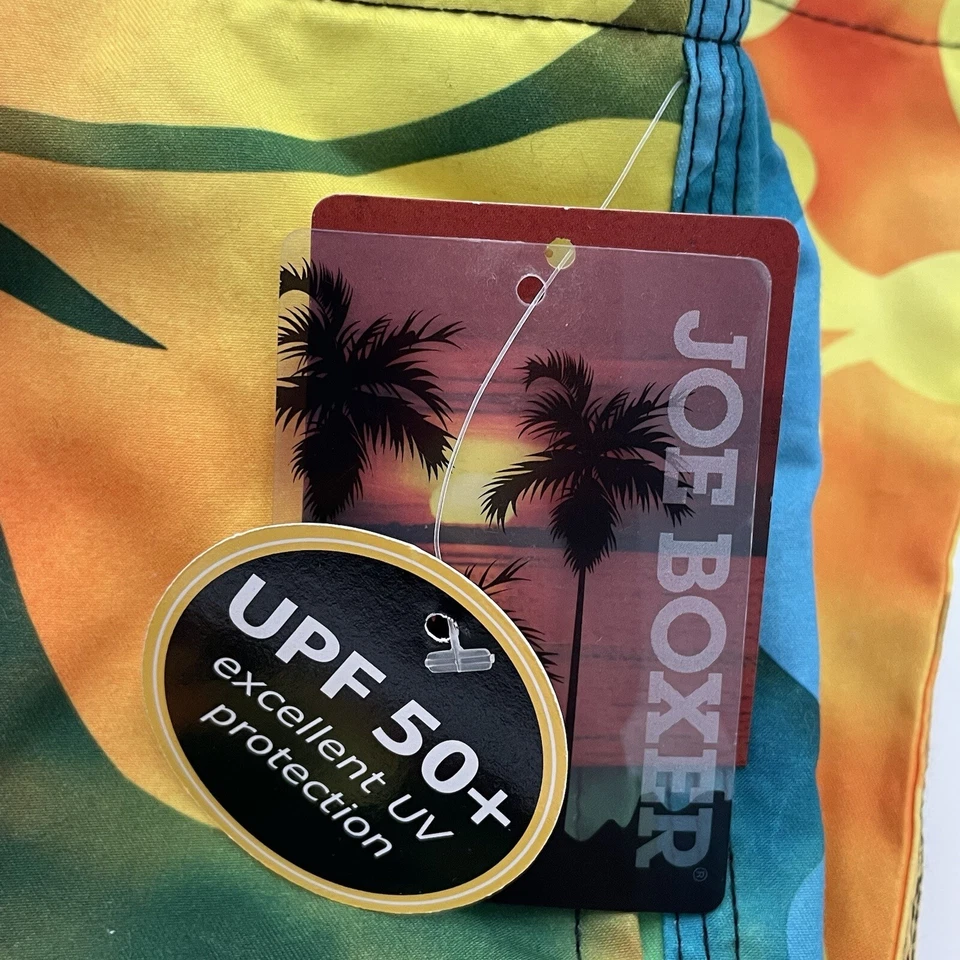 JOE BOXER®
UPF 50+
excellent UV
protection